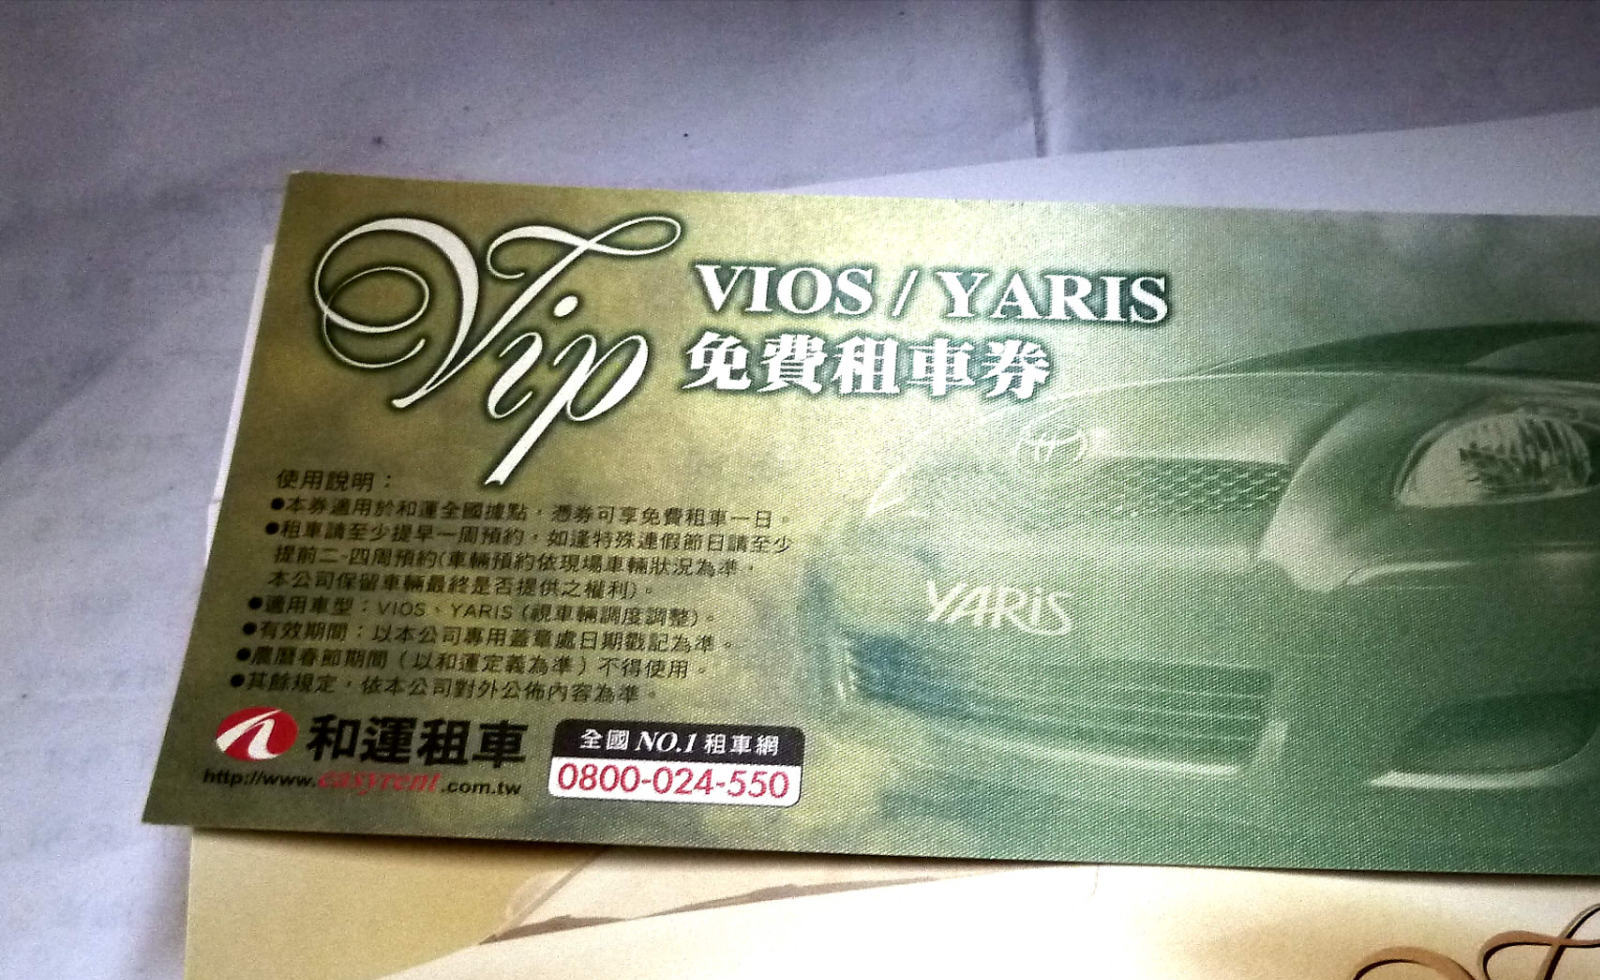 Vip
VIOS / YARIS
免費租車券
使用說明：
●本券適用於和運全國據點，憑券可享免費租車一日。
●租車請至少提早一周預約，如逢特殊連假節日請至少
提前二~四周預約(車輛預約依現場車輛狀況為準，
本公司保留車輛最終是否提供之權利)。
●適用車型：VIOS、YARIS (視車輛調度調整)。
●有效期間：以本公司專用蓋章處日期戳記為準。
●農曆春節期間（以和運定義為準）不得使用。
●其餘規定，依本公司對外公佈內容為準。
YARiS
和運租車
http://www.easyrent.com.tw
全國 NO.1 租車網
0800-024-550